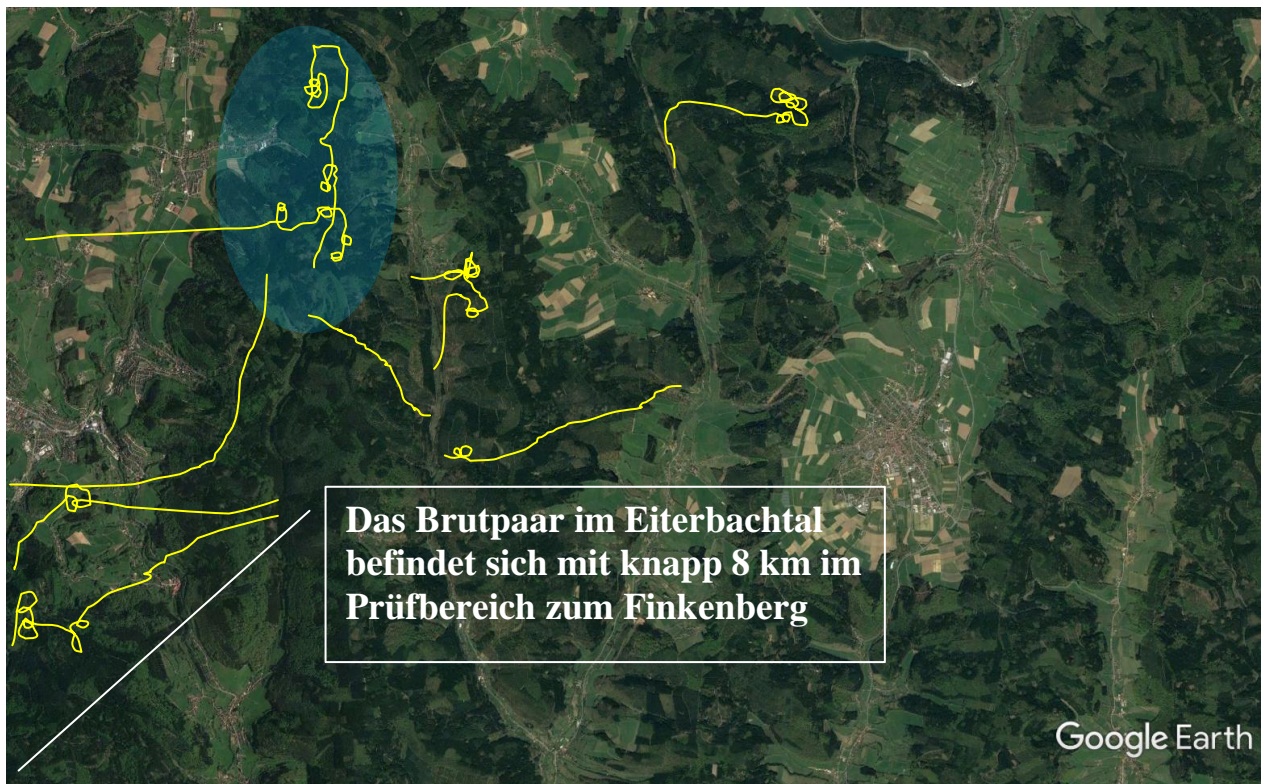 Das Brutpaar im Eiterbachtal
befindet sich mit knapp 8 km im
Prüfbereich zum Finkenberg
Google Earth